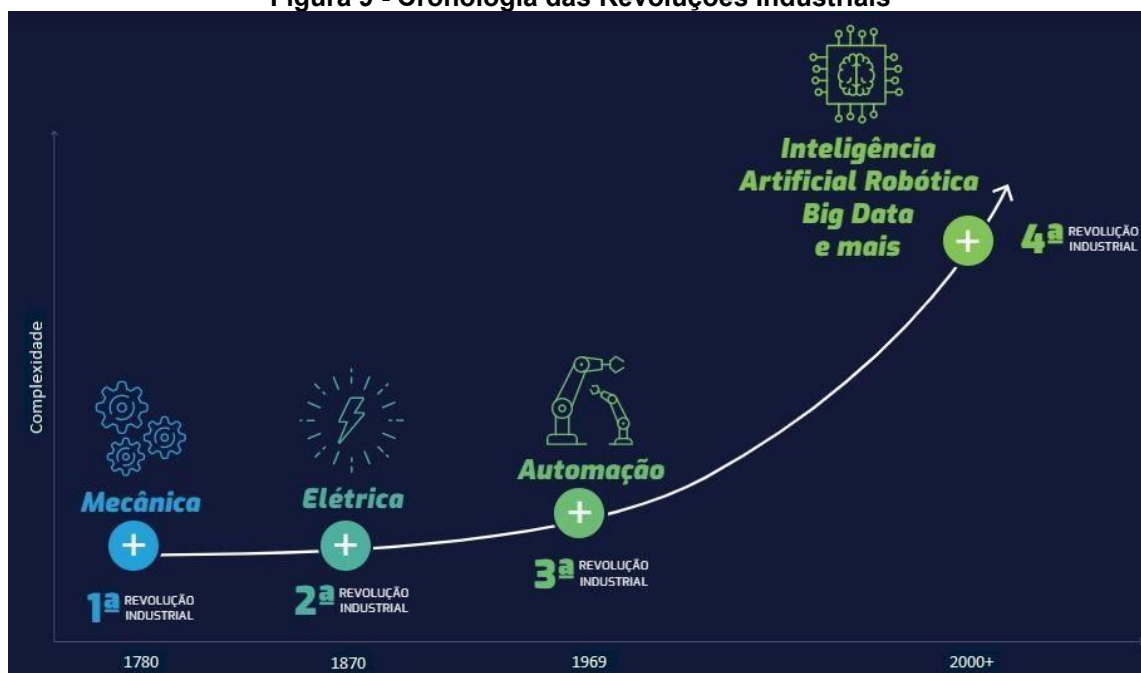 Figura 9 - Cronologia das Revoluções Industriais
Inteligência
Artificial Robótica
Big Data
e mais
4ª REVOLUÇÃO
INDUSTRIAL
Complexidade
Automação
3ª REVOLUÇÃO
INDUSTRIAL
Elétrica
2ª REVOLUÇÃO
INDUSTRIAL
Mecânica
1ª REVOLUÇÃO
INDUSTRIAL
1780
1870
1969
2000+